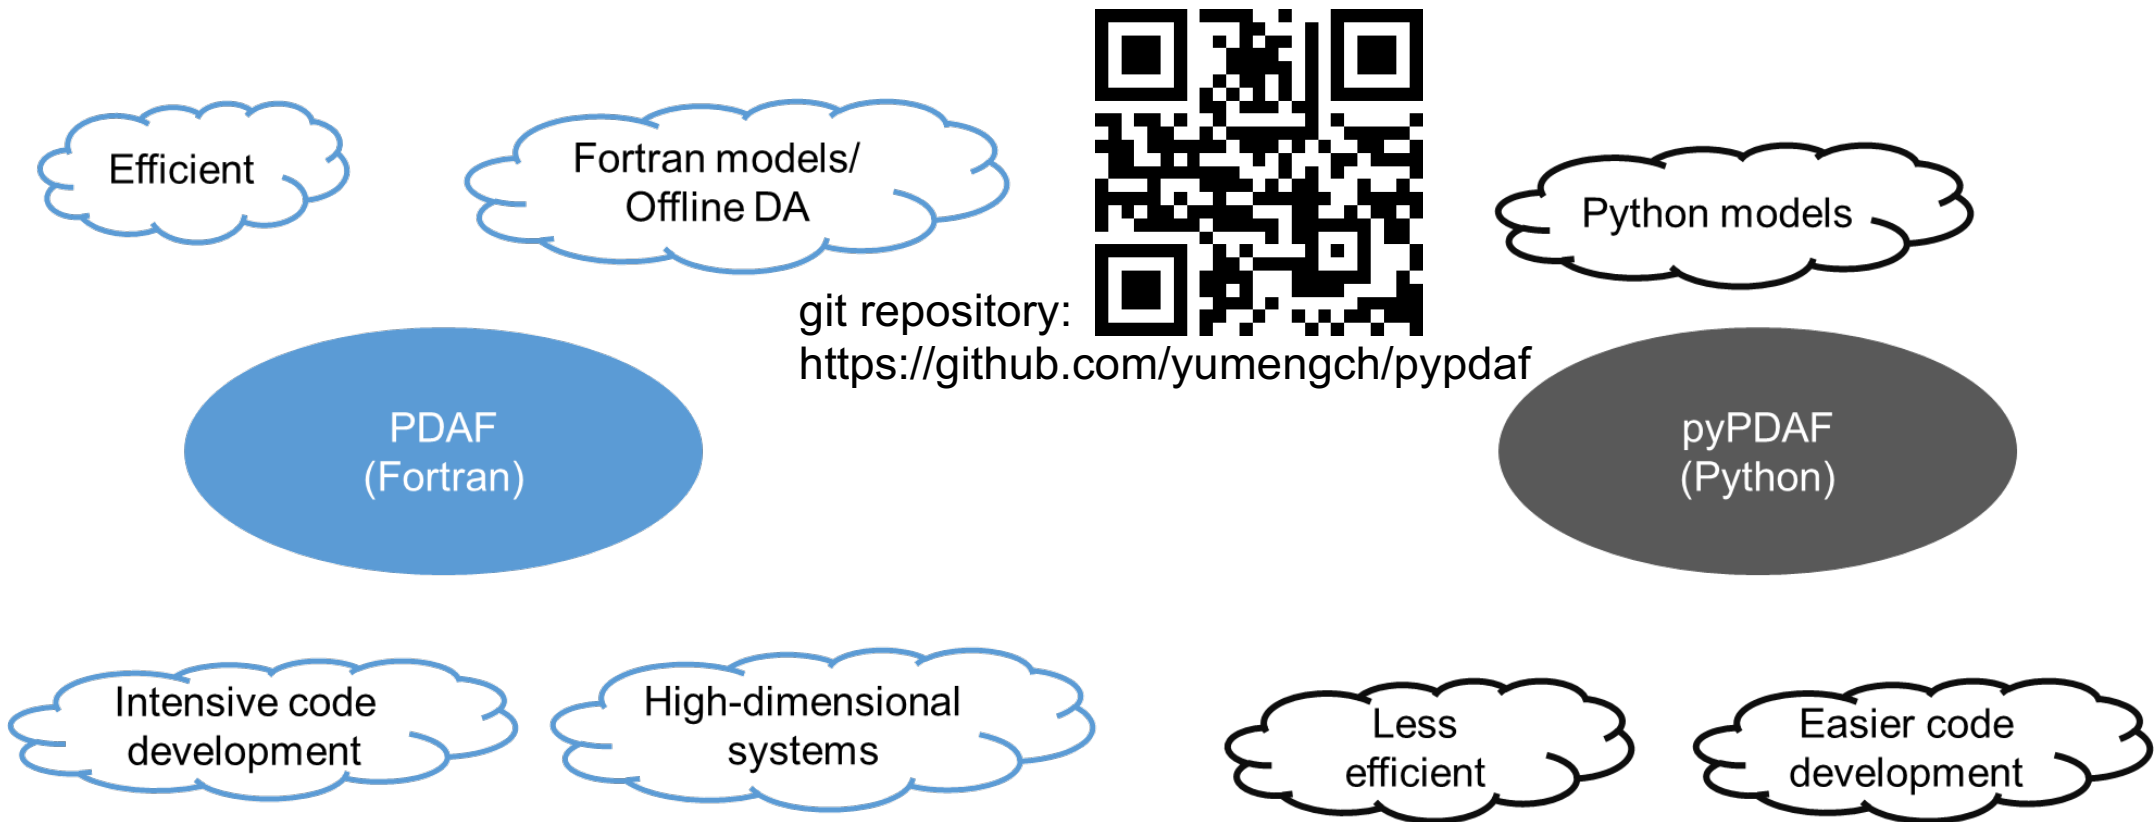 Efficient
Fortran models/
Offline DA
Python models
git repository:
https://github.com/yumengch/pypdaf
PDAF
(Fortran)
pyPDAF
(Python)
Intensive code
development
High-dimensional
systems
Less
efficient
Easier code
development